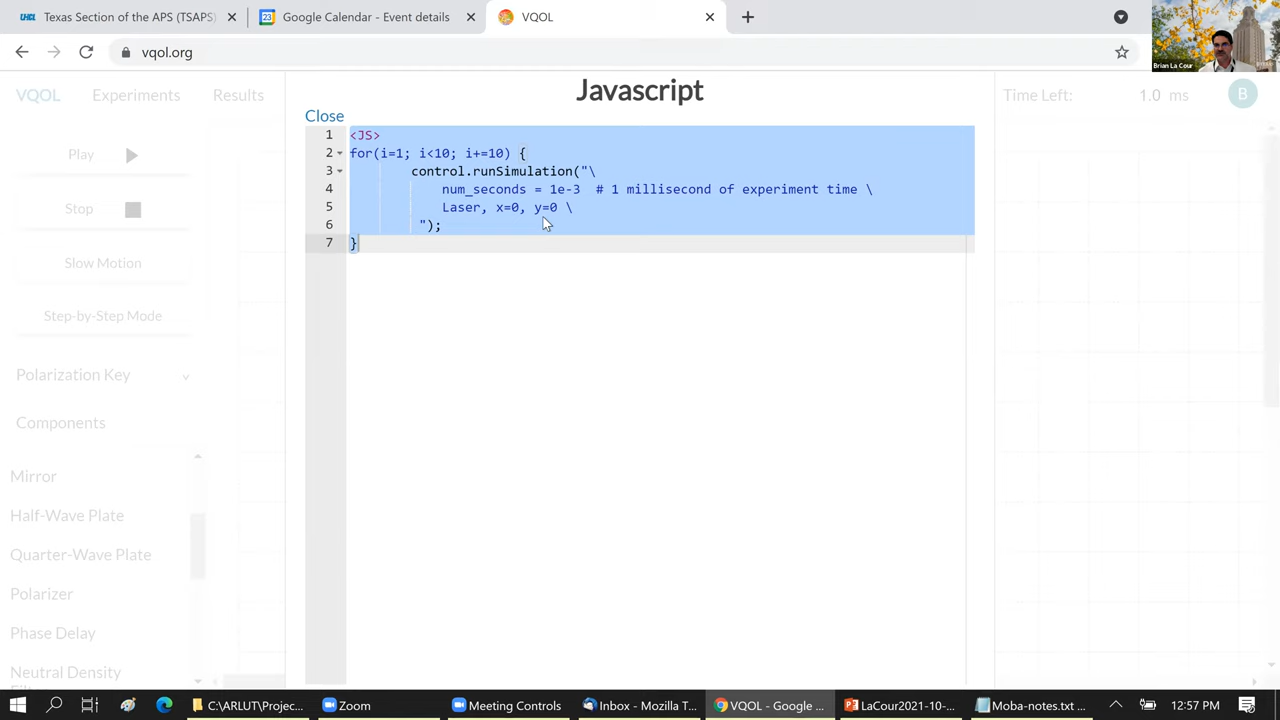 Texas Section of the APS (TSAPS)
Google Calendar - Event details
VQOL
vqol.org
Brian La Cour
VQOL
Experiments
Results
Javascript
Time Left:
1.0 ms
B
Close
Play
Stop
Slow Motion
Step-by-Step Mode
Polarization Key
Components
Mirror
Half-Wave Plate
Quarter-Wave Plate
Polarizer
Phase Delay
Neutral Density
1 <JS>
2 for(i=1; i<10; i+=10) {
3 control.runSimulation("\
4 num_seconds = 1e-3 # 1 millisecond of experiment time \
5 Laser, x=0, y=0 \
6 ");
7 }
C:\ARLUT\Projec...
Zoom
Meeting Controls
Inbox - Mozilla T...
VQOL - Google ...
LaCour2021-10-...
Moba-notes.txt ...
12:57 PM